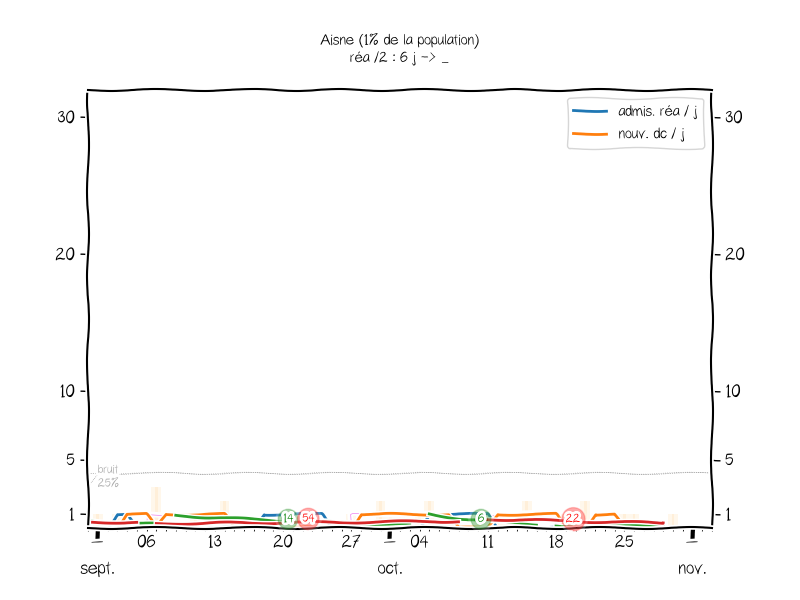 Aisne (1% de la population)
réa /2 : 6 j -> _
admis. réa / j
nouv. dc / j
30
30
20
20
10
10
5
5
bruit
25%
1
1
14
54
6
22
06
13
20
27
04
11
18
25
sept.
oct.
nov.